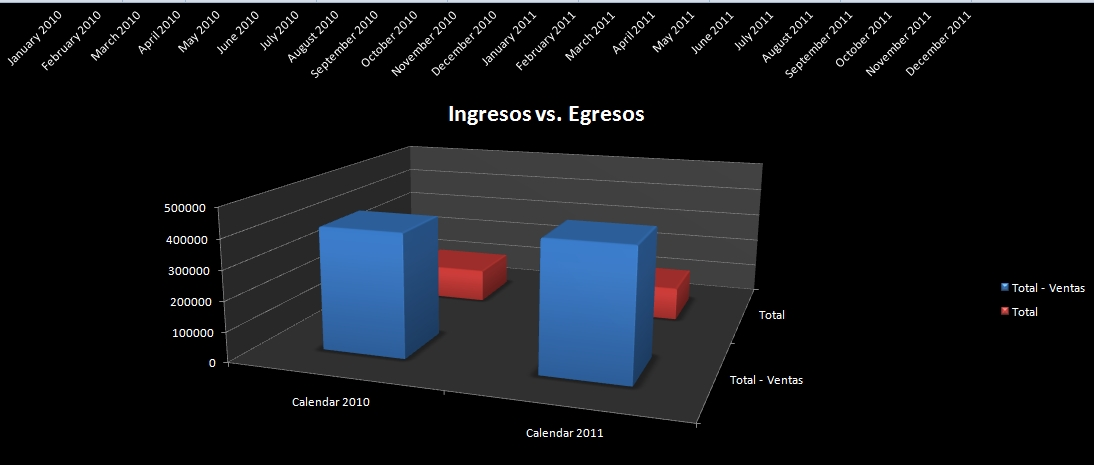 January 2010
February 2010
March 2010
April 2010
May 2010
June 2010
July 2010
August 2010
September 2010
October 2010
November 2010
December 2010
January 2011
February 2011
March 2011
April 2011
May 2011
June 2011
July 2011
August 2011
September 2011
October 2011
November 2011
December 2011
Ingresos vs. Egresos
500000
400000
300000
200000
100000
0
Total
Total - Ventas
Calendar 2010
Calendar 2011
Total - Ventas
Total